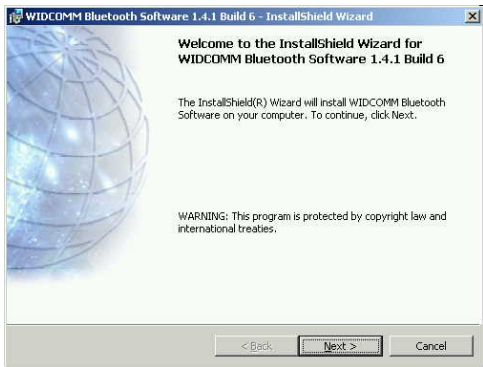 WIDCOMM Bluetooth Software 1.4.1 Build 6 - InstallShield Wizard
Welcome to the InstallShield Wizard for
WIDCOMM Bluetooth Software 1.4.1 Build 6
The InstallShield(R) Wizard will install WIDCOMM Bluetooth
Software on your computer. To continue, click Next.
WARNING: This program is protected by copyright law and
international treaties.
< Back
Next >
Cancel